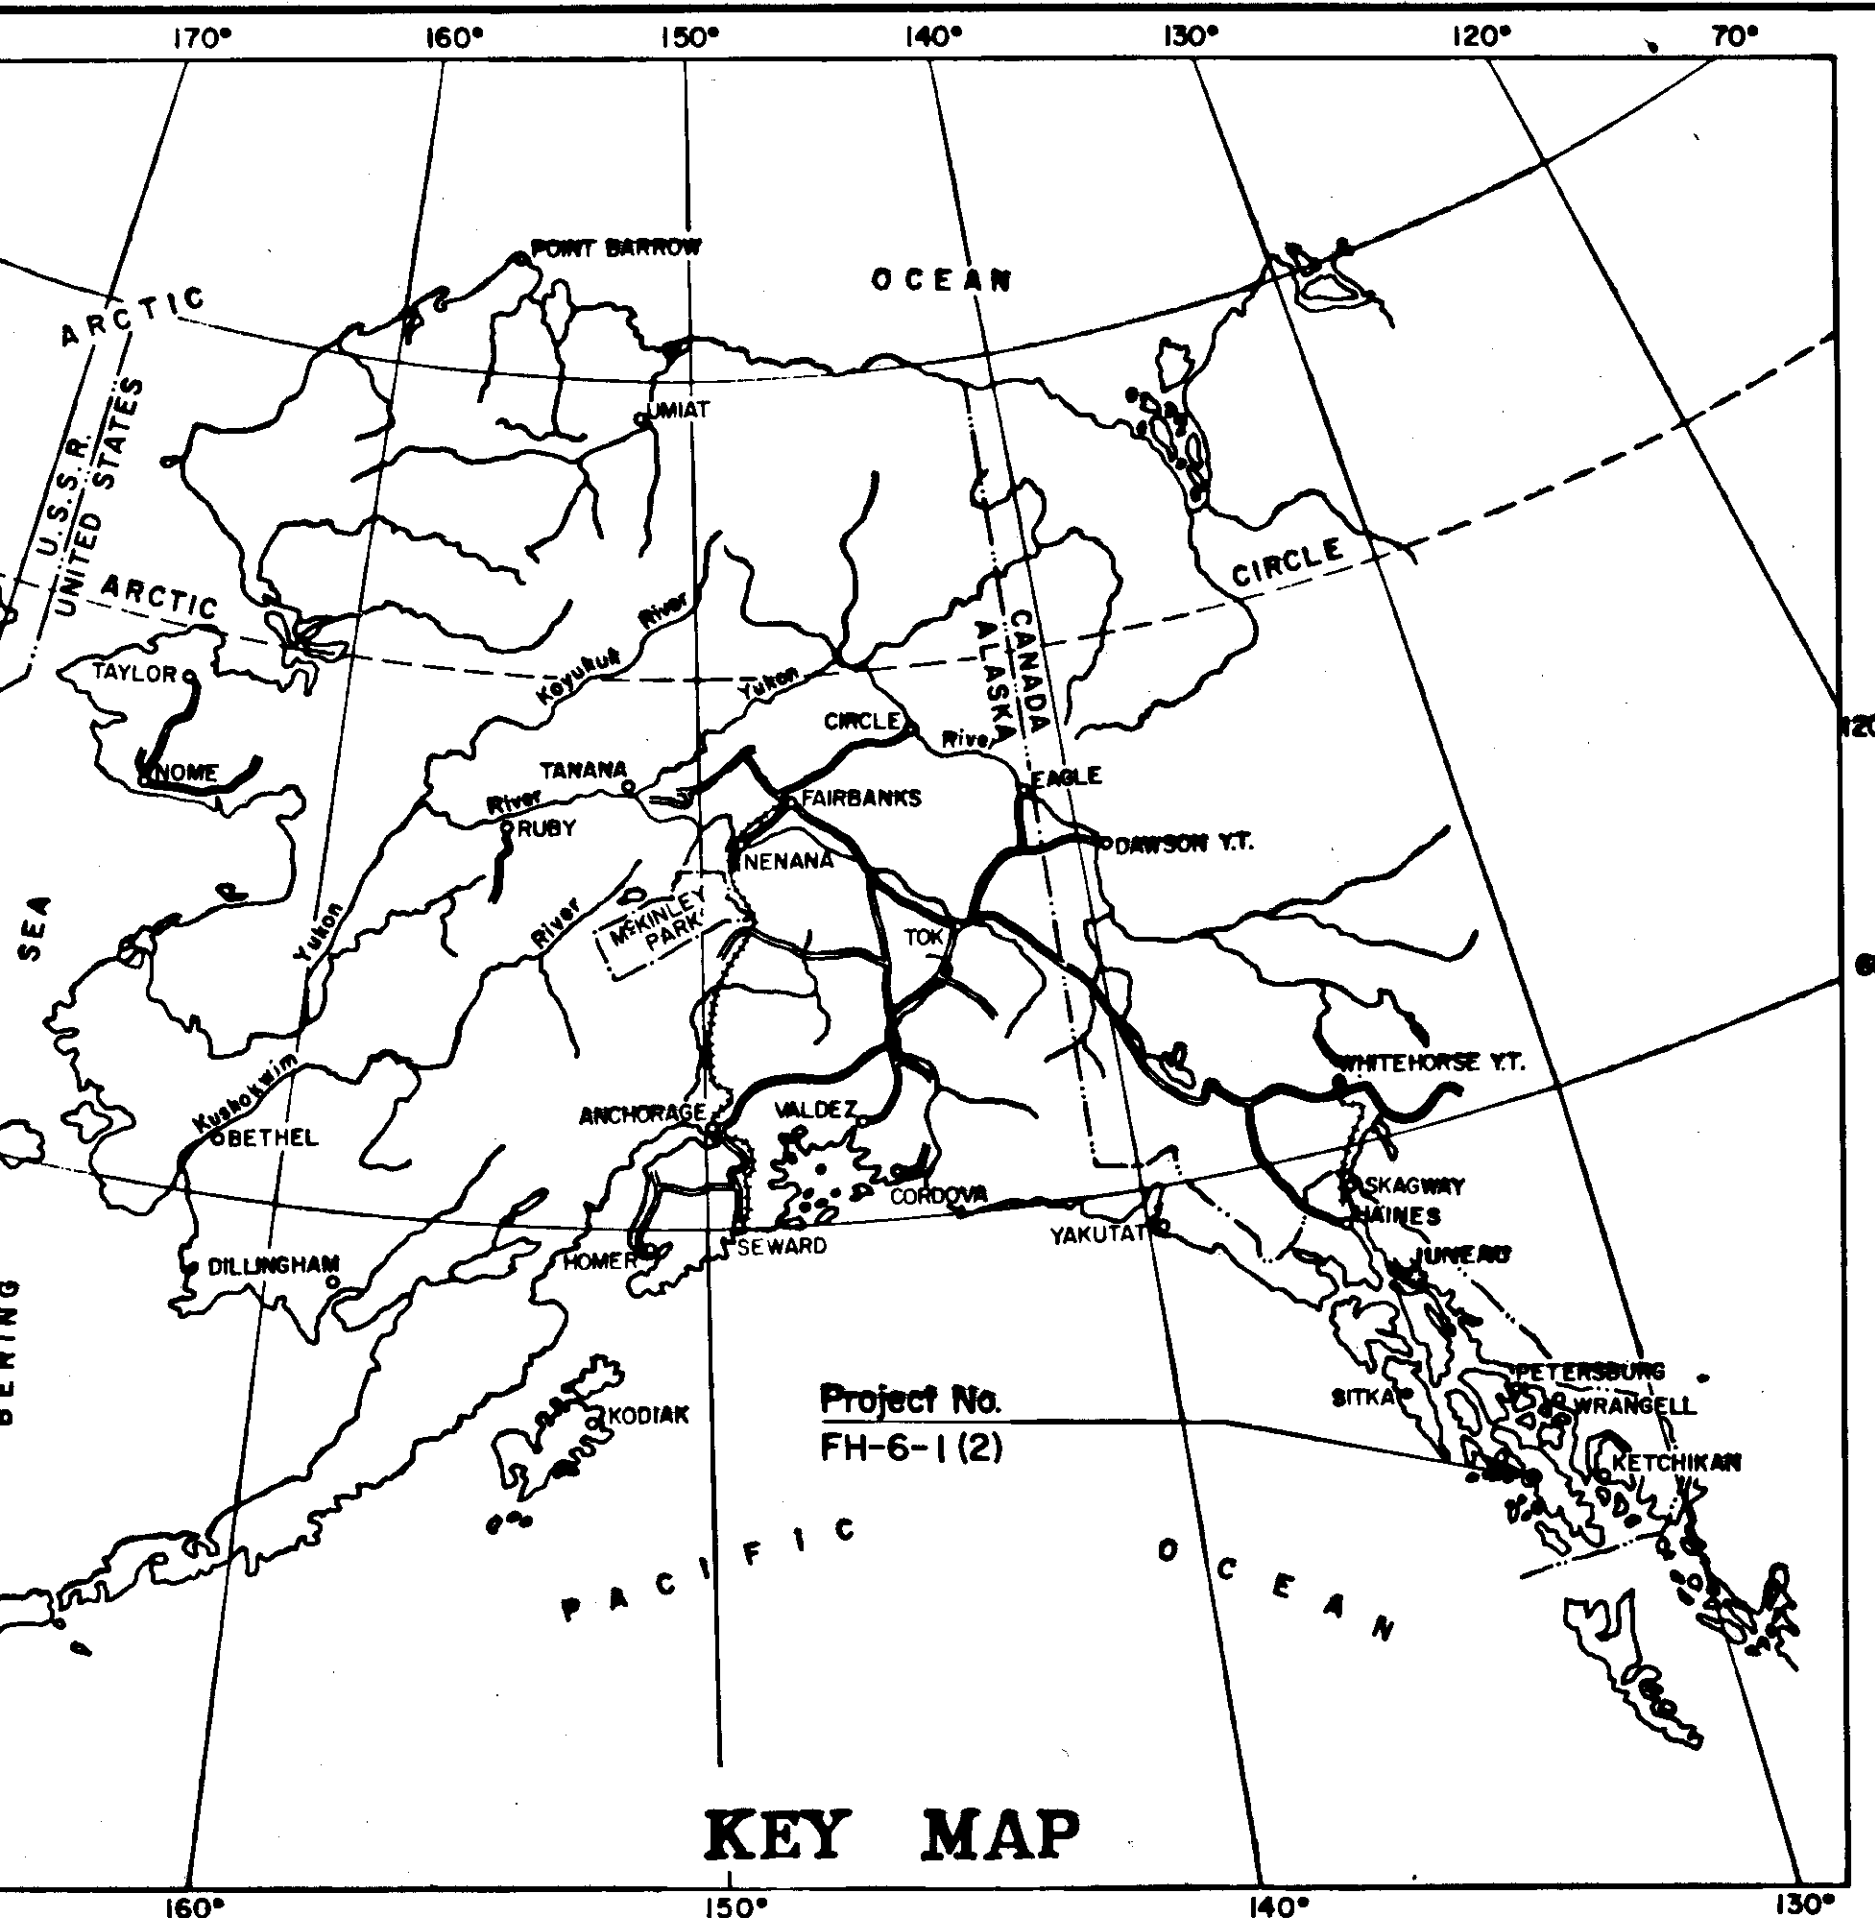 170° 160° 150° 140° 130° 120° 70°
POINT BARROW
OCEAN
ARCTIC
UMIAT
U.S.S.R.
UNITED STATES
ARCTIC
CIRCLE
River
Koyukuk
CANADA
ALASKA
TAYLOR
Yukon
CIRCLE
River
120
NOME
TANANA
EAGLE
River
FAIRBANKS
RUBY
DAWSON Y.T.
NENANA
SEA
Yukon
River
McKINLEY
PARK
TOK
WHITEHORSE Y.T.
Kuskokwim
ANCHORAGE
VALDEZ
BETHEL
CORDOVA
SKAGWAY
HAINES
YAKUTAT
SEWARD
HOMER
JUNEAU
DILLINGHAM
BERING
PETERSBURG
SITKA
WRANGELL
Project No.
KODIAK
FH-6-1(2)
KETCHIKAN
PACIFIC
OCEAN
KEY MAP
160° 150° 140° 130°